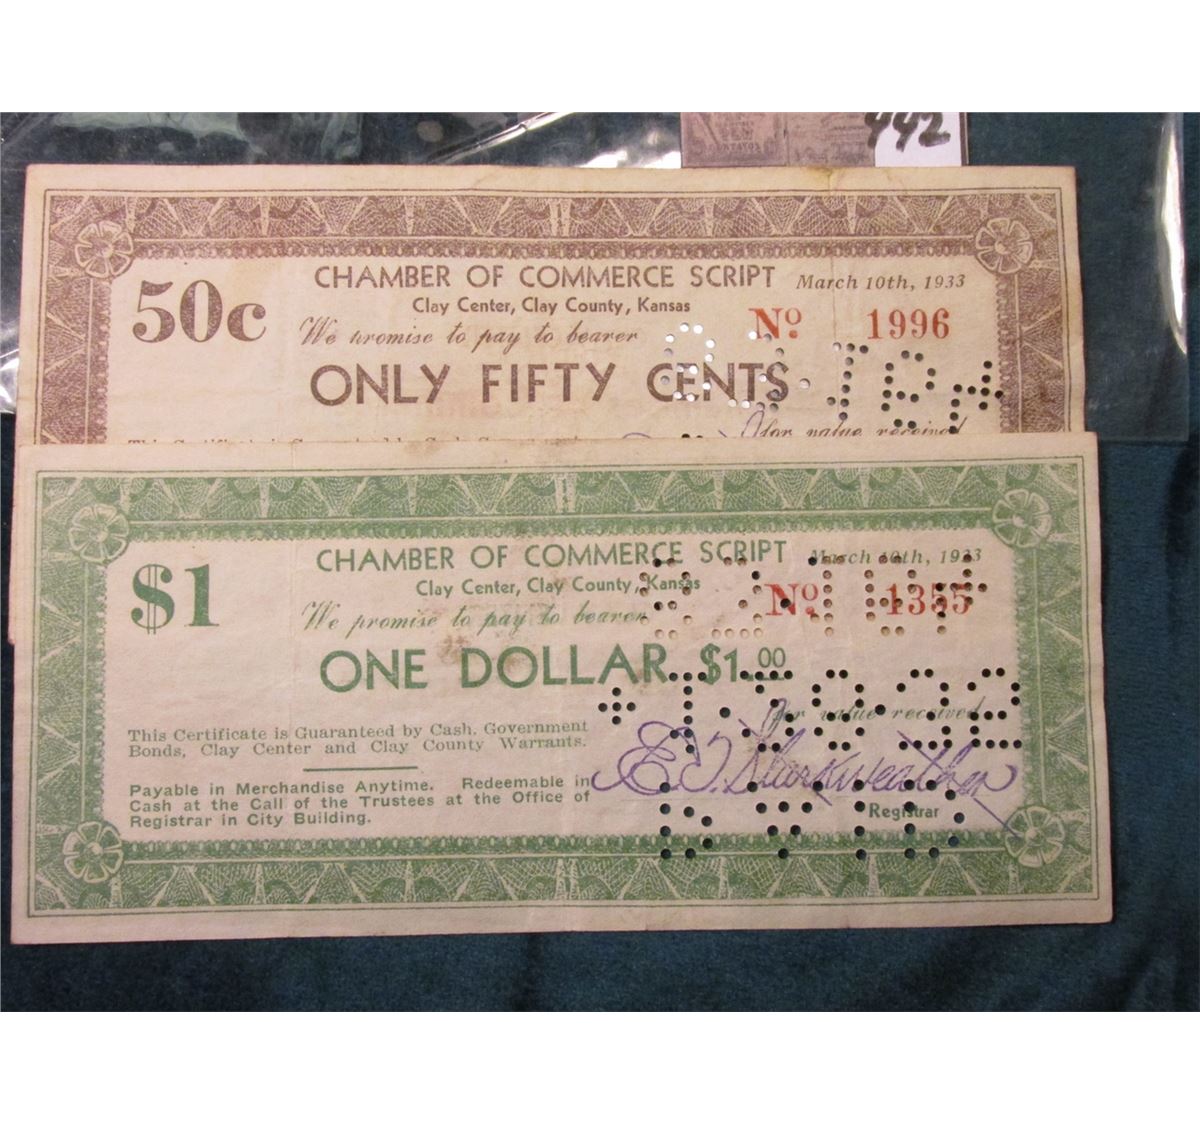 442
50c
CHAMBER OF COMMERCE SCRIPT March 10th, 1933
Clay Center, Clay County, Kansas
We promise to pay to bearer
No 1996
ONLY FIFTY CENTS
for value received
$1
CHAMBER OF COMMERCE SCRIPT March 10th, 1933
Clay Center, Clay County, Kansas
We promise to pay to bearer
No 1355
ONE DOLLAR $1.00
for value received
This Certificate is Guaranteed by Cash, Government
Bonds, Clay Center and Clay County Warrants.
Payable in Merchandise Anytime. Redeemable in
Cash at the Call of the Trustees at the Office of
Registrar in City Building.
E. J. Starkweather
Registrar